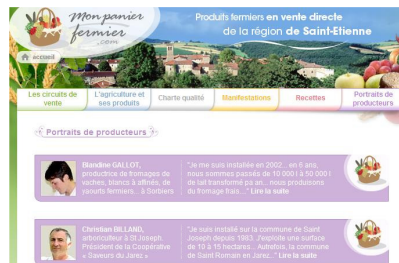 Mon panier
fermier
.com
Produits fermiers en vente directe
de la région de Saint-Etienne
accueil
Les circuits de
vente
L'agriculture et
ses produits
Charte qualité
Manifestations
Recettes
Portraits de
producteurs
Portraits de producteurs
Blandine GALLOT,
productrice de fromages de
vaches, blancs & affinés, de
yaourts fermiers... à Sorbiers
"Je me suis installée en 2002... en 6 ans,
nous sommes passés de 10 000 l à 50 000 l
de lait transformé pa an... nous produisons
du fromage frais..." Lire la suite
Christian BILLAND,
arboriculteur à St Joseph.
Président de la Coopérative
« Saveurs du Jarez »
"Je suis installé sur la commune de Saint
Joseph depuis 1983. J'exploite une surface
de 10 à 15 hectares... Autrefois, la commune
de Saint Romain en Jarez..." Lire la suite